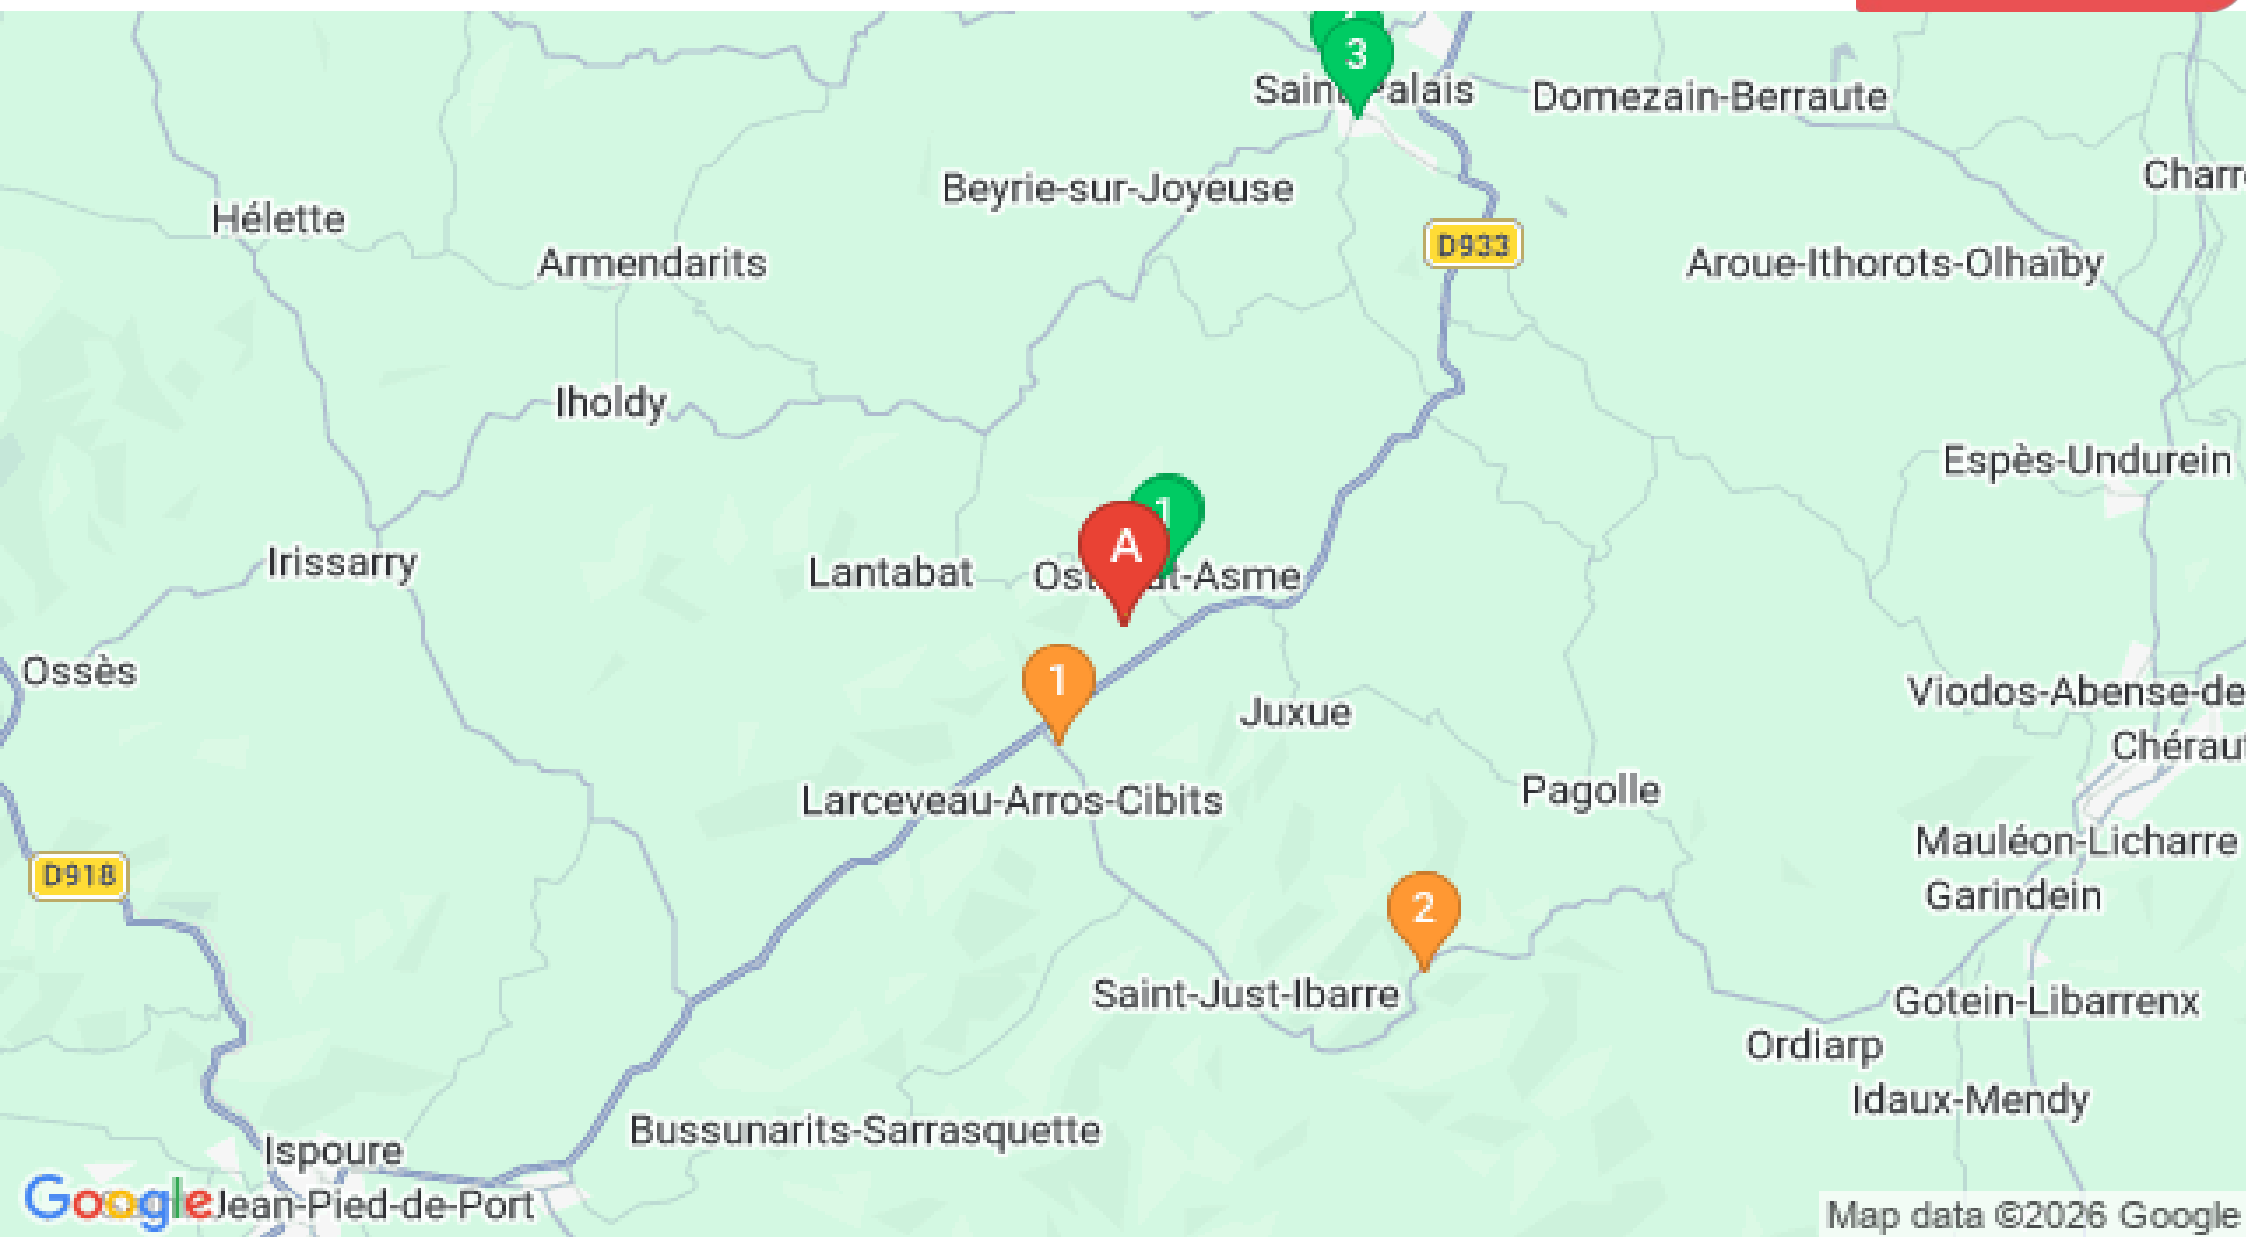 3
Domezain-Berraute
Beyrie-sur-Joyeuse
Hélette
D933
Armendarits
Aroue-Ithorots-Olhaïby
Iholdy
Espès-Undurein
1
A
Irissarry
Lantabat
Ossès
1
Viodos-Abense-de
Juxue
Pagolle
Larceveau-Arros-Cibits
Mauléon-Licharre
D918
Garindein
2
Saint-Just-Ibarre
Gotein-Libarrenx
Ordiarp
Idaux-Mendy
Bussunarits-Sarrasquette
Ispoure
Google
Jean-Pied-de-Port
Map data ©2026 Google